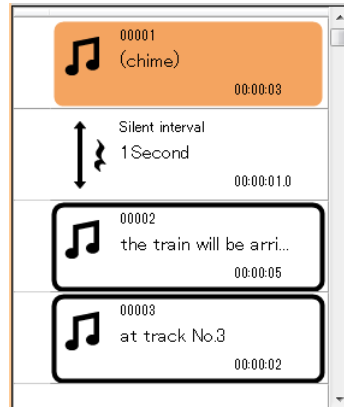 00001
(chime)
00:00:03
Silent interval
1Second
00:00:01.0
00002
the train will be arri...
00:00:05
00003
at track No.3
00:00:02